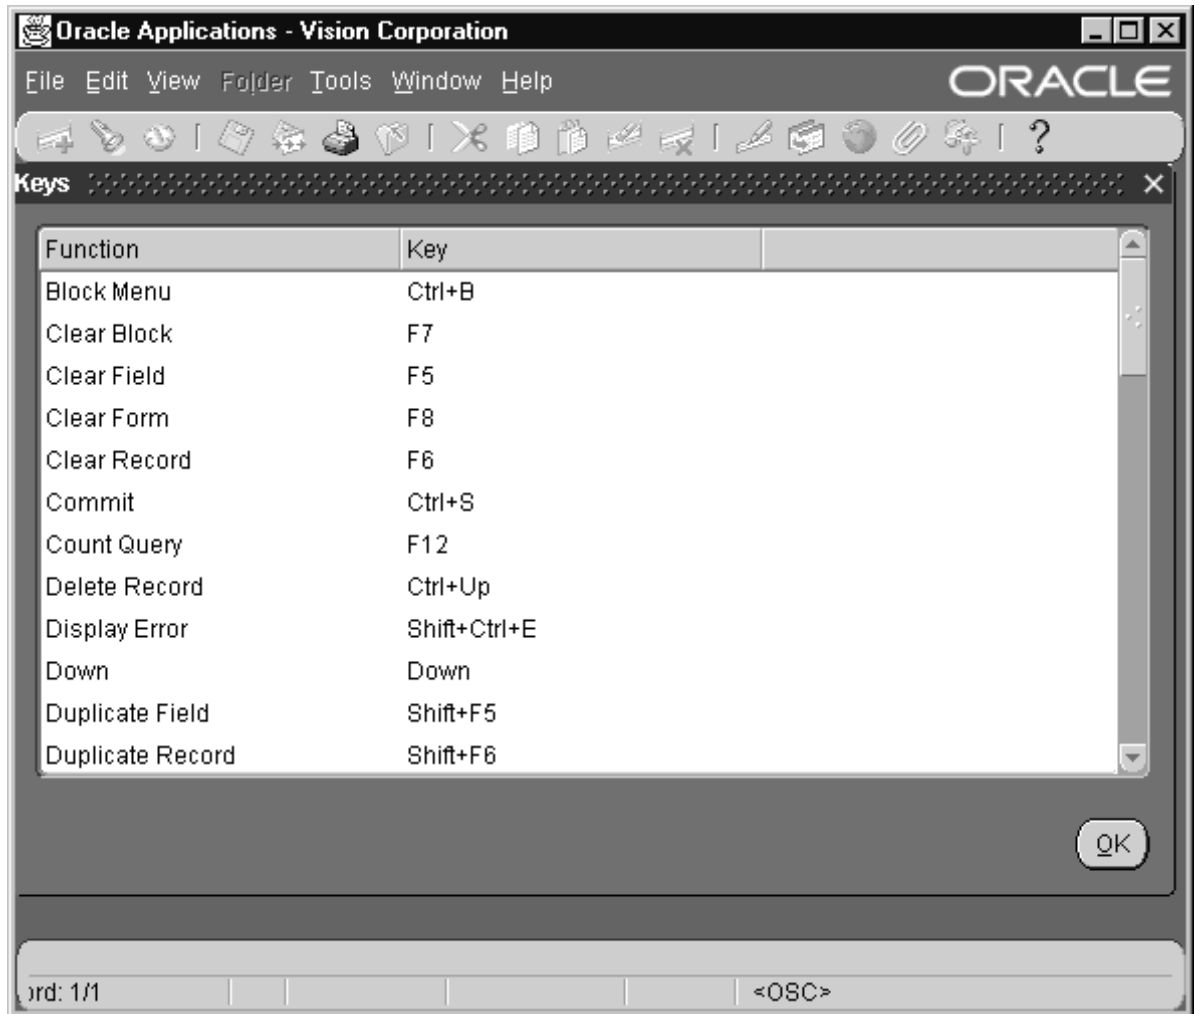 Oracle Applications - Vision Corporation
File Edit View Folder Tools Window Help ORACLE
?
Keys
Function Key
Block Menu Ctrl+B
Clear Block F7
Clear Field F5
Clear Form F8
Clear Record F6
Commit Ctrl+S
Count Query F12
Delete Record Ctrl+Up
Display Error Shift+Ctrl+E
Down Down
Duplicate Field Shift+F5
Duplicate Record Shift+F6
OK
ord: 1/1 <OSC>